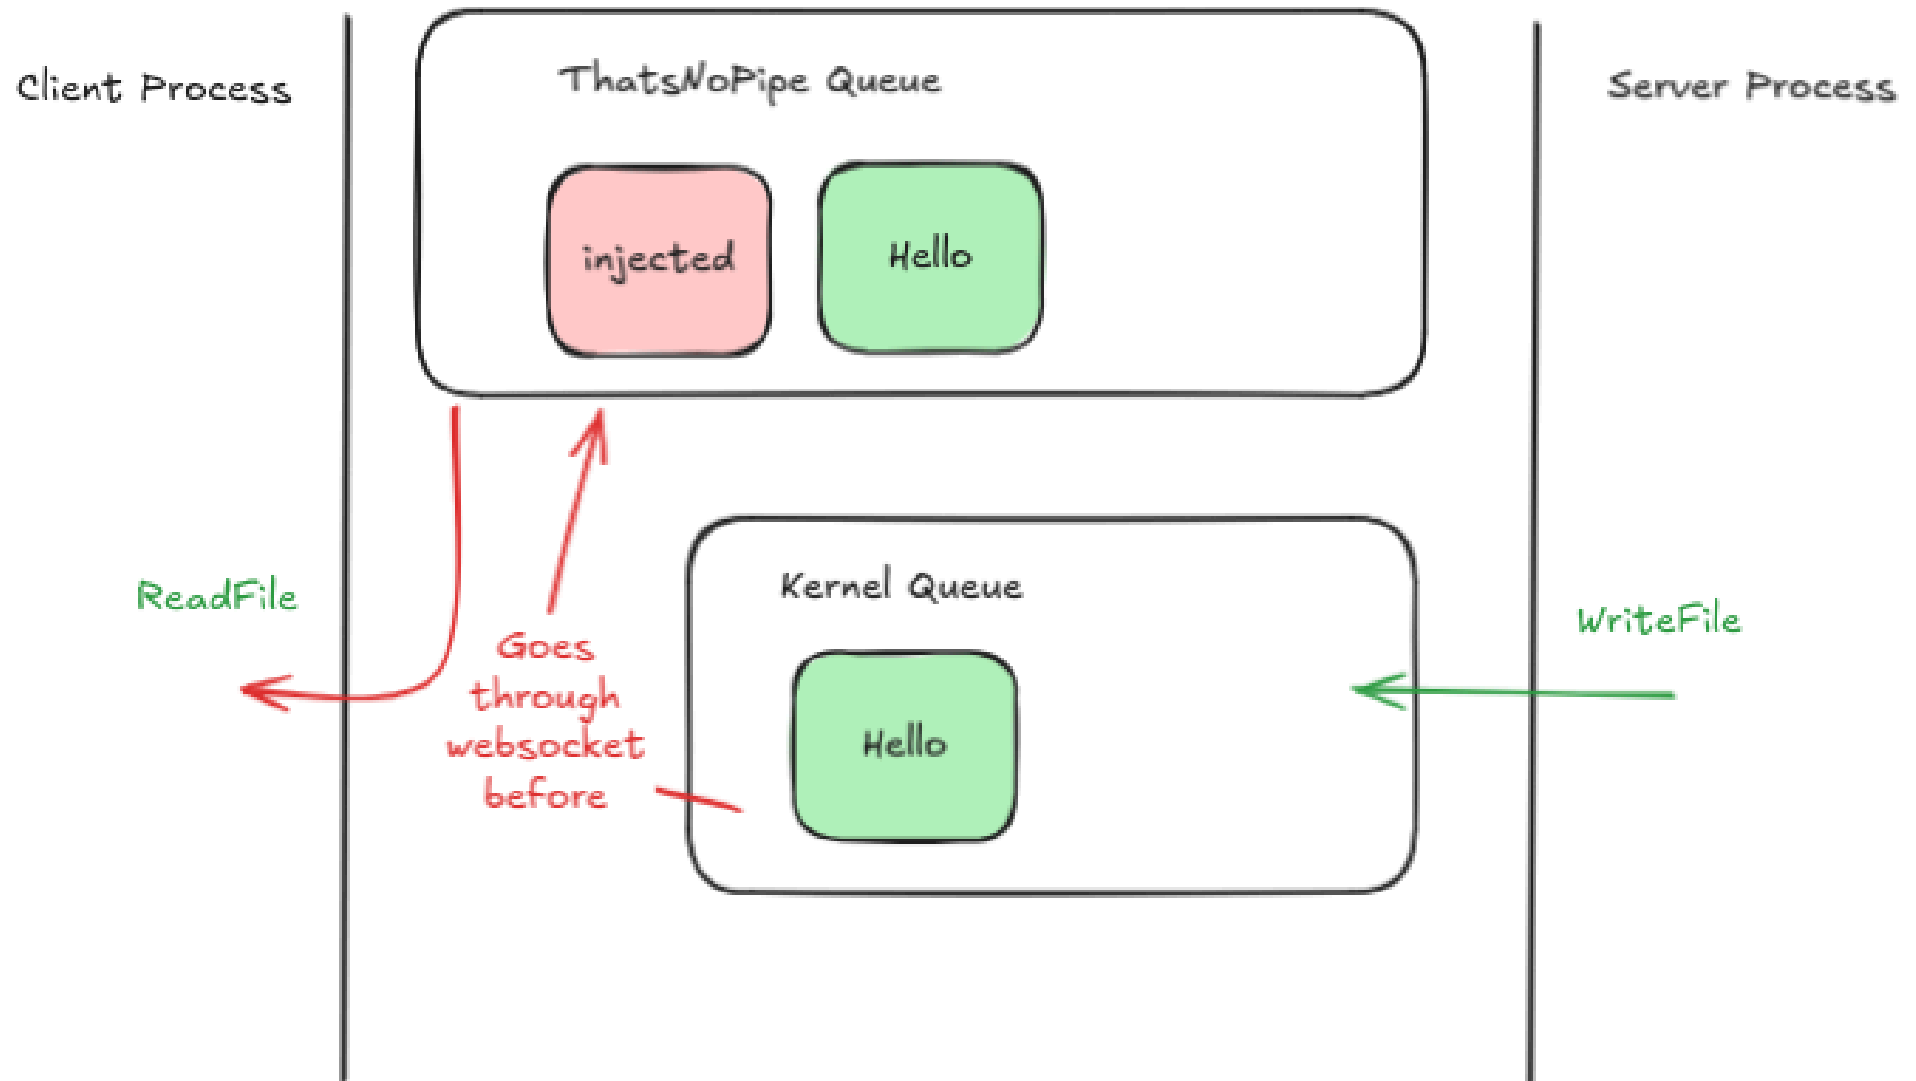 Client Process
ThatsNoPipe Queue
Server Process
injected
Hello
ReadFile
Goes
through
websocket
before
Kernel Queue
Hello
WriteFile